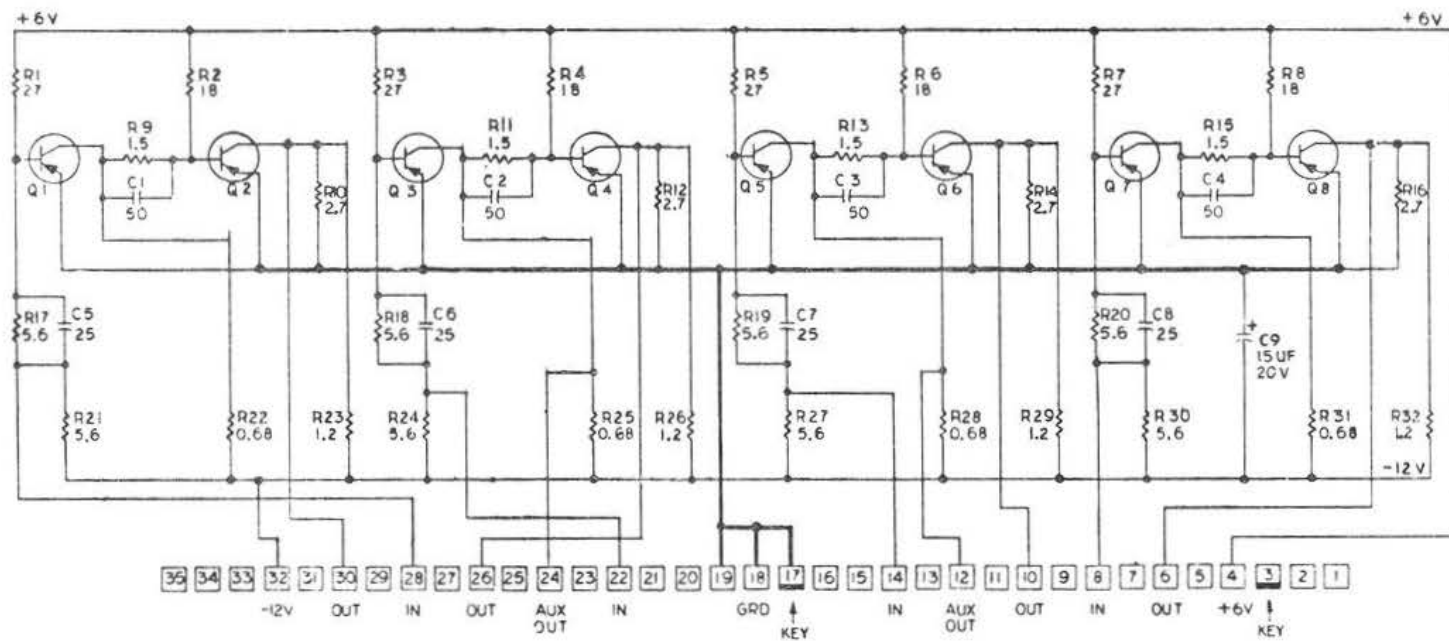 +6V +6V
R1 27 R2 18 R3 27 R4 18 R5 27 R6 18 R7 27 R8 18
R9 1.5 R11 1.5 R13 1.5 R15 1.5
Q1 Q2 Q3 Q4 Q5 Q6 Q7 Q8
C1 50 C2 50 C3 50 C4 50
R10 2.7 R12 2.7 R14 2.7 R16 2.7
R17 5.6 C5 25 R18 5.6 C6 25 R19 5.6 C7 25 R20 5.6 C8 25
+
C9
15 UF
20 V
R21 5.6 R22 0.68 R23 1.2 R24 5.6 R25 0.68 R26 1.2 R27 5.6 R28 0.68 R29 1.2 R30 5.6 R31 0.68 R32 1.2
-12 V
35 34 33 32 31 30 29 28 27 26 25 24 23 22 21 20 19 18 17 16 15 14 13 12 11 10 9 8 7 6 5 4 3 2 1
-12V OUT IN OUT AUX OUT IN GRD KEY IN AUX OUT OUT IN OUT +6V KEY